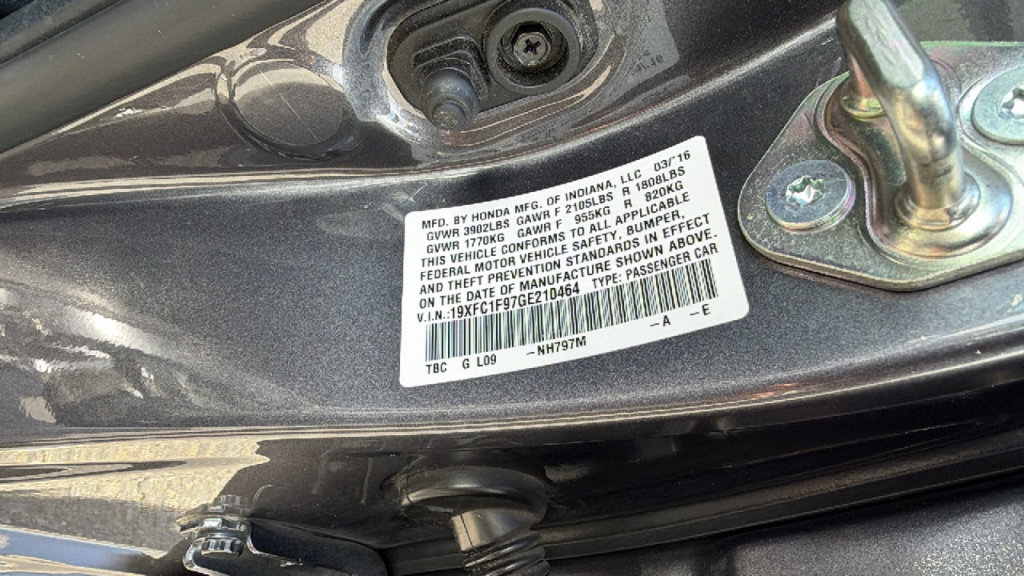 MFD. BY HONDA MFG. OF INDIANA, LLC 03/'16
GVWR 3902LBS GAWR F 2105LBS R 1808LBS
GVWR 1770KG GAWR F 955KG R 820KG
THIS VEHICLE CONFORMS TO ALL APPLICABLE
FEDERAL MOTOR VEHICLE SAFETY, BUMPER,
AND THEFT PREVENTION STANDARDS IN EFFECT
ON THE DATE OF MANUFACTURE SHOWN ABOVE.
V.I.N.:19XFC1F97GE210464 TYPE: PASSENGER CAR
TBC G L09 -NH797M -A -E